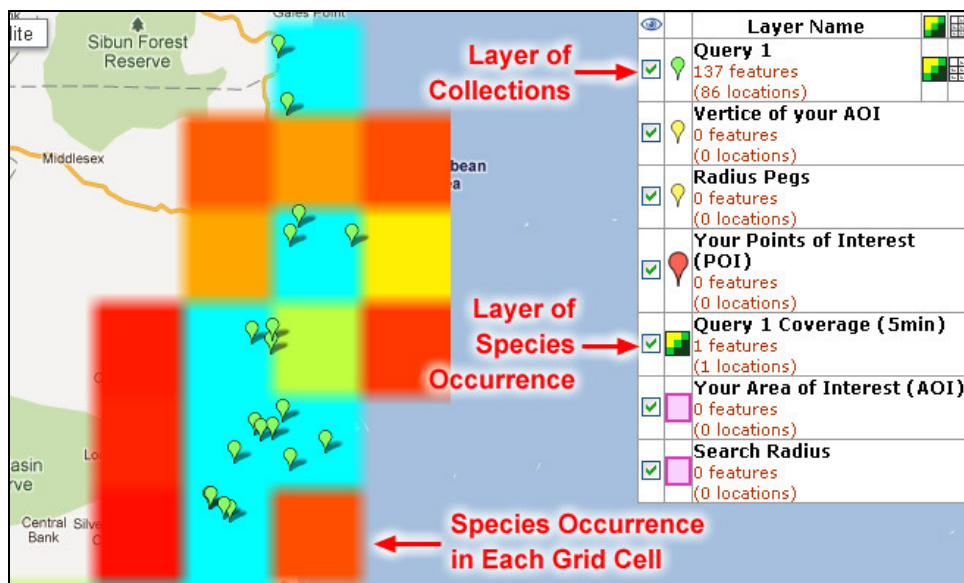 lite
Gales Point
Sibun Forest
Reserve
Middlesex
bean
Layer of
Collections
Layer of
Species
Occurrence
Species Occurrence
in Each Grid Cell
asin
rve
Central
Bank
Layer Name
Query 1
137 features
(86 locations)
Vertice of your AOI
0 features
(0 locations)
Radius Pegs
0 features
(0 locations)
Your Points of Interest
(POI)
0 features
(0 locations)
Query 1 Coverage (5min)
1 features
(1 locations)
Your Area of Interest (AOI)
0 features
(0 locations)
Search Radius
0 features
(0 locations)